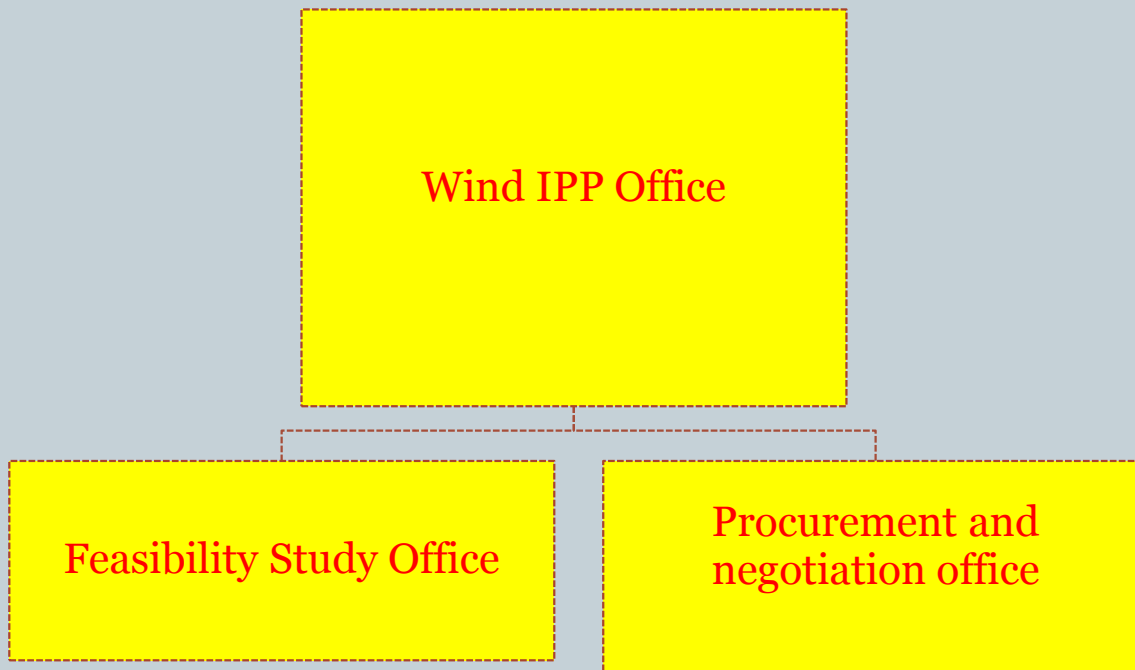 Wind IPP Office
Feasibility Study Office
Procurement and
negotiation office